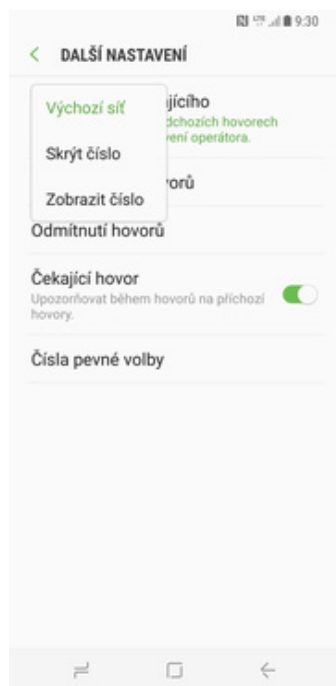 9:30
DALŠÍ NASTAVENÍ
Výchozí síť
Skrýt číslo
Zobrazit číslo
jícího
dchozích hovorech
vení operátora.
orů
Odmítnutí hovorů
Čekající hovor
Upozorňovat během hovorů na příchozí
hovory.
Čísla pevné volby